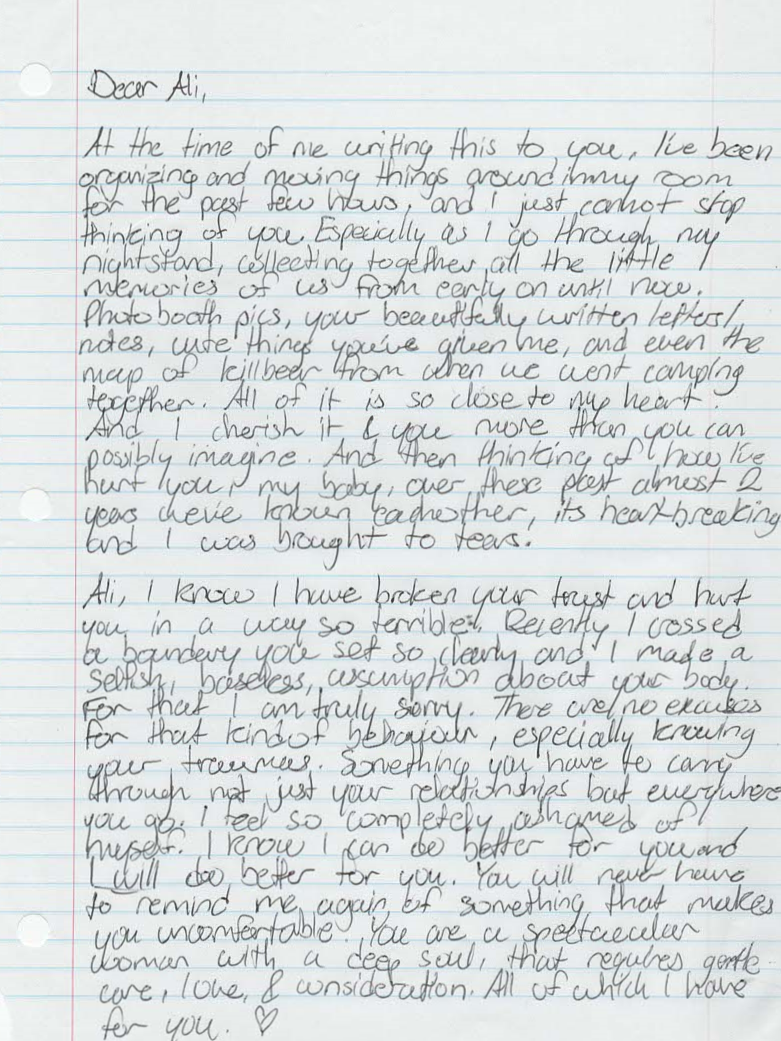 Dear Ali,
At the time of me writing this to you, I've been
organizing and moving things around in my room
for the past few hours, and I just cannot stop
thinking of you. Especially as I go through my
nightstand, collecting together all the little
memories of us from early on until now.
Photobooth pics, your beautifully written letters/
notes, cute things you've given me, and even the
map of killbear from when we went camping
together. All of it is so close to my heart.
And I cherish it & you more than you can
possibly imagine. And then thinking of how I've
hurt you, my baby, over these past almost 2
years weve known eachother, its heartbreaking
and I was brought to tears.
Ali, I know I have broken your trust and hurt
you in a way so terrible. Recently I crossed
a boundery you set so clearly and I made a
selfish, baseless, assumption about your body.
For that I am truly sorry. There are no excuses
for that kind of behaviour, especially knowing
your traumas. Something you have to carry
through not just your relationships but everywhere
you go. I feel so completely ashamed of
myself. I know I can do better for you and
I will do better for you. You will never have
to remind me again of something that makes
you uncomfortable. You are a spectacular
woman with a deep soul, that requires gentle
care, love, & consideration. All of which I have
for you. ♡